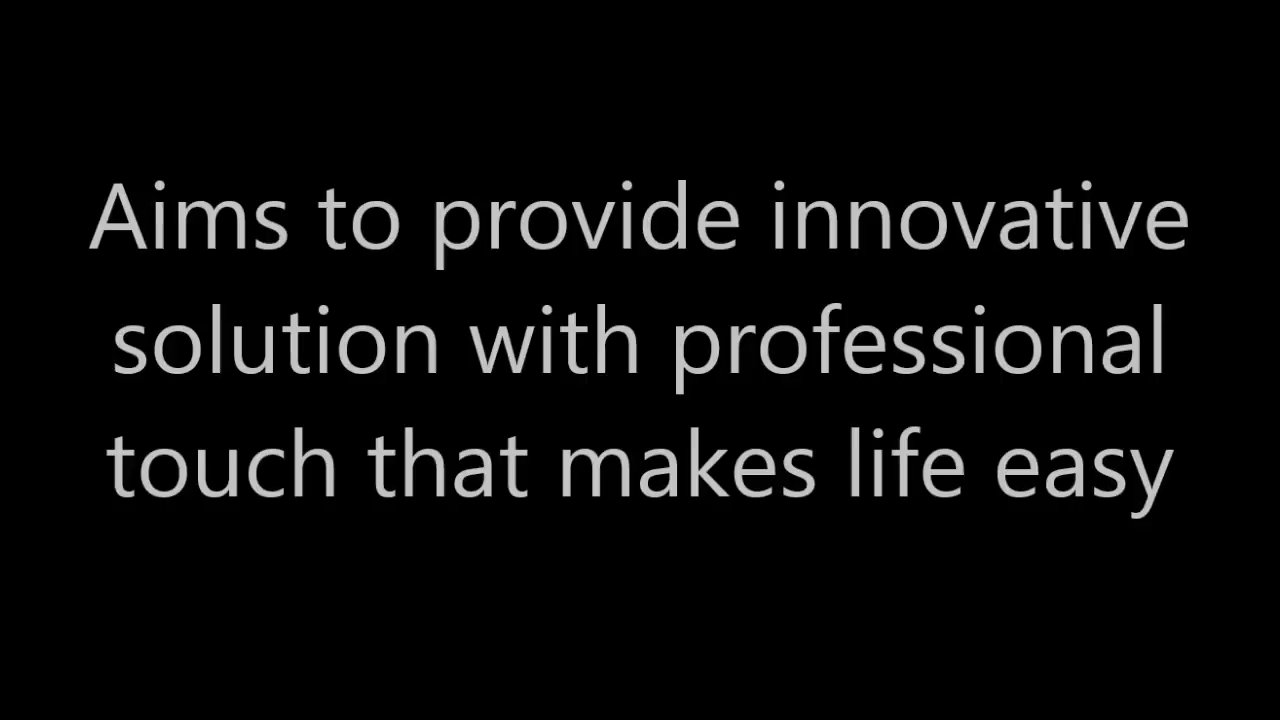 Aims to provide innovative
solution with professional
touch that makes life easy